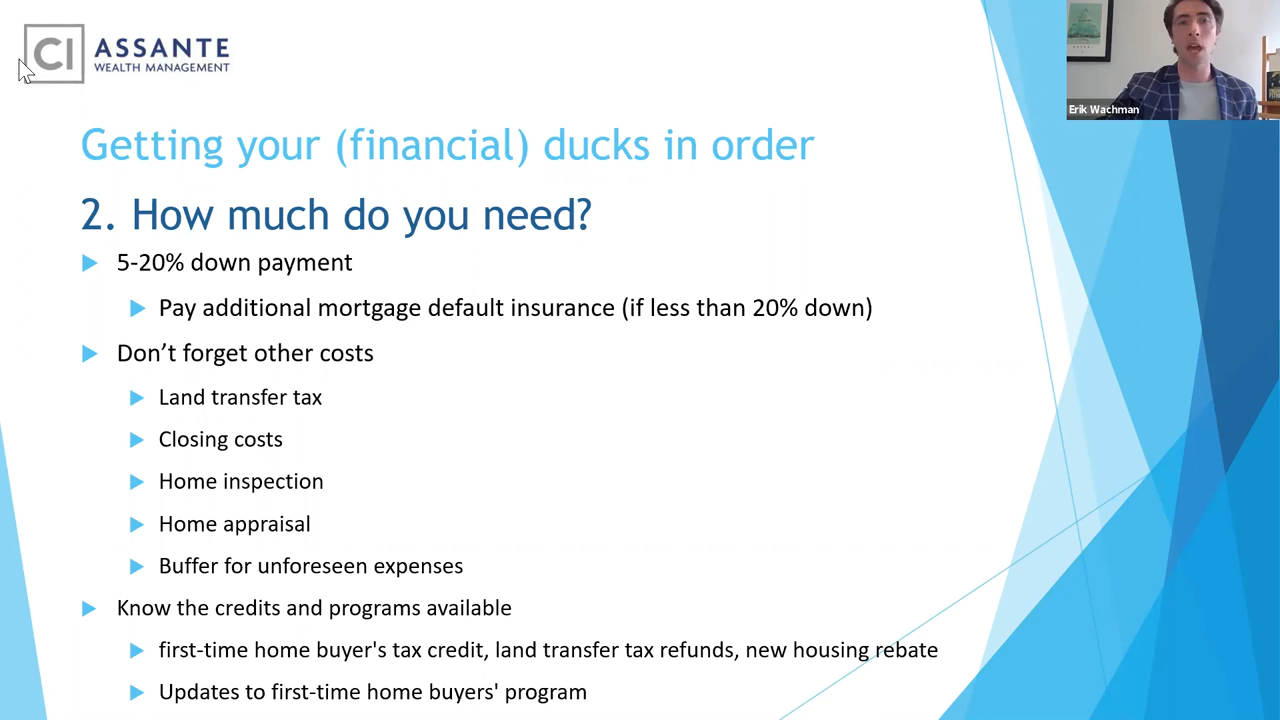 CI ASSANTE
WEALTH MANAGEMENT
Erik Wachman
Getting your (financial) ducks in order
2. How much do you need?
5-20% down payment
Pay additional mortgage default insurance (if less than 20% down)
Don’t forget other costs
Land transfer tax
Closing costs
Home inspection
Home appraisal
Buffer for unforeseen expenses
Know the credits and programs available
first-time home buyer's tax credit, land transfer tax refunds, new housing rebate
Updates to first-time home buyers' program